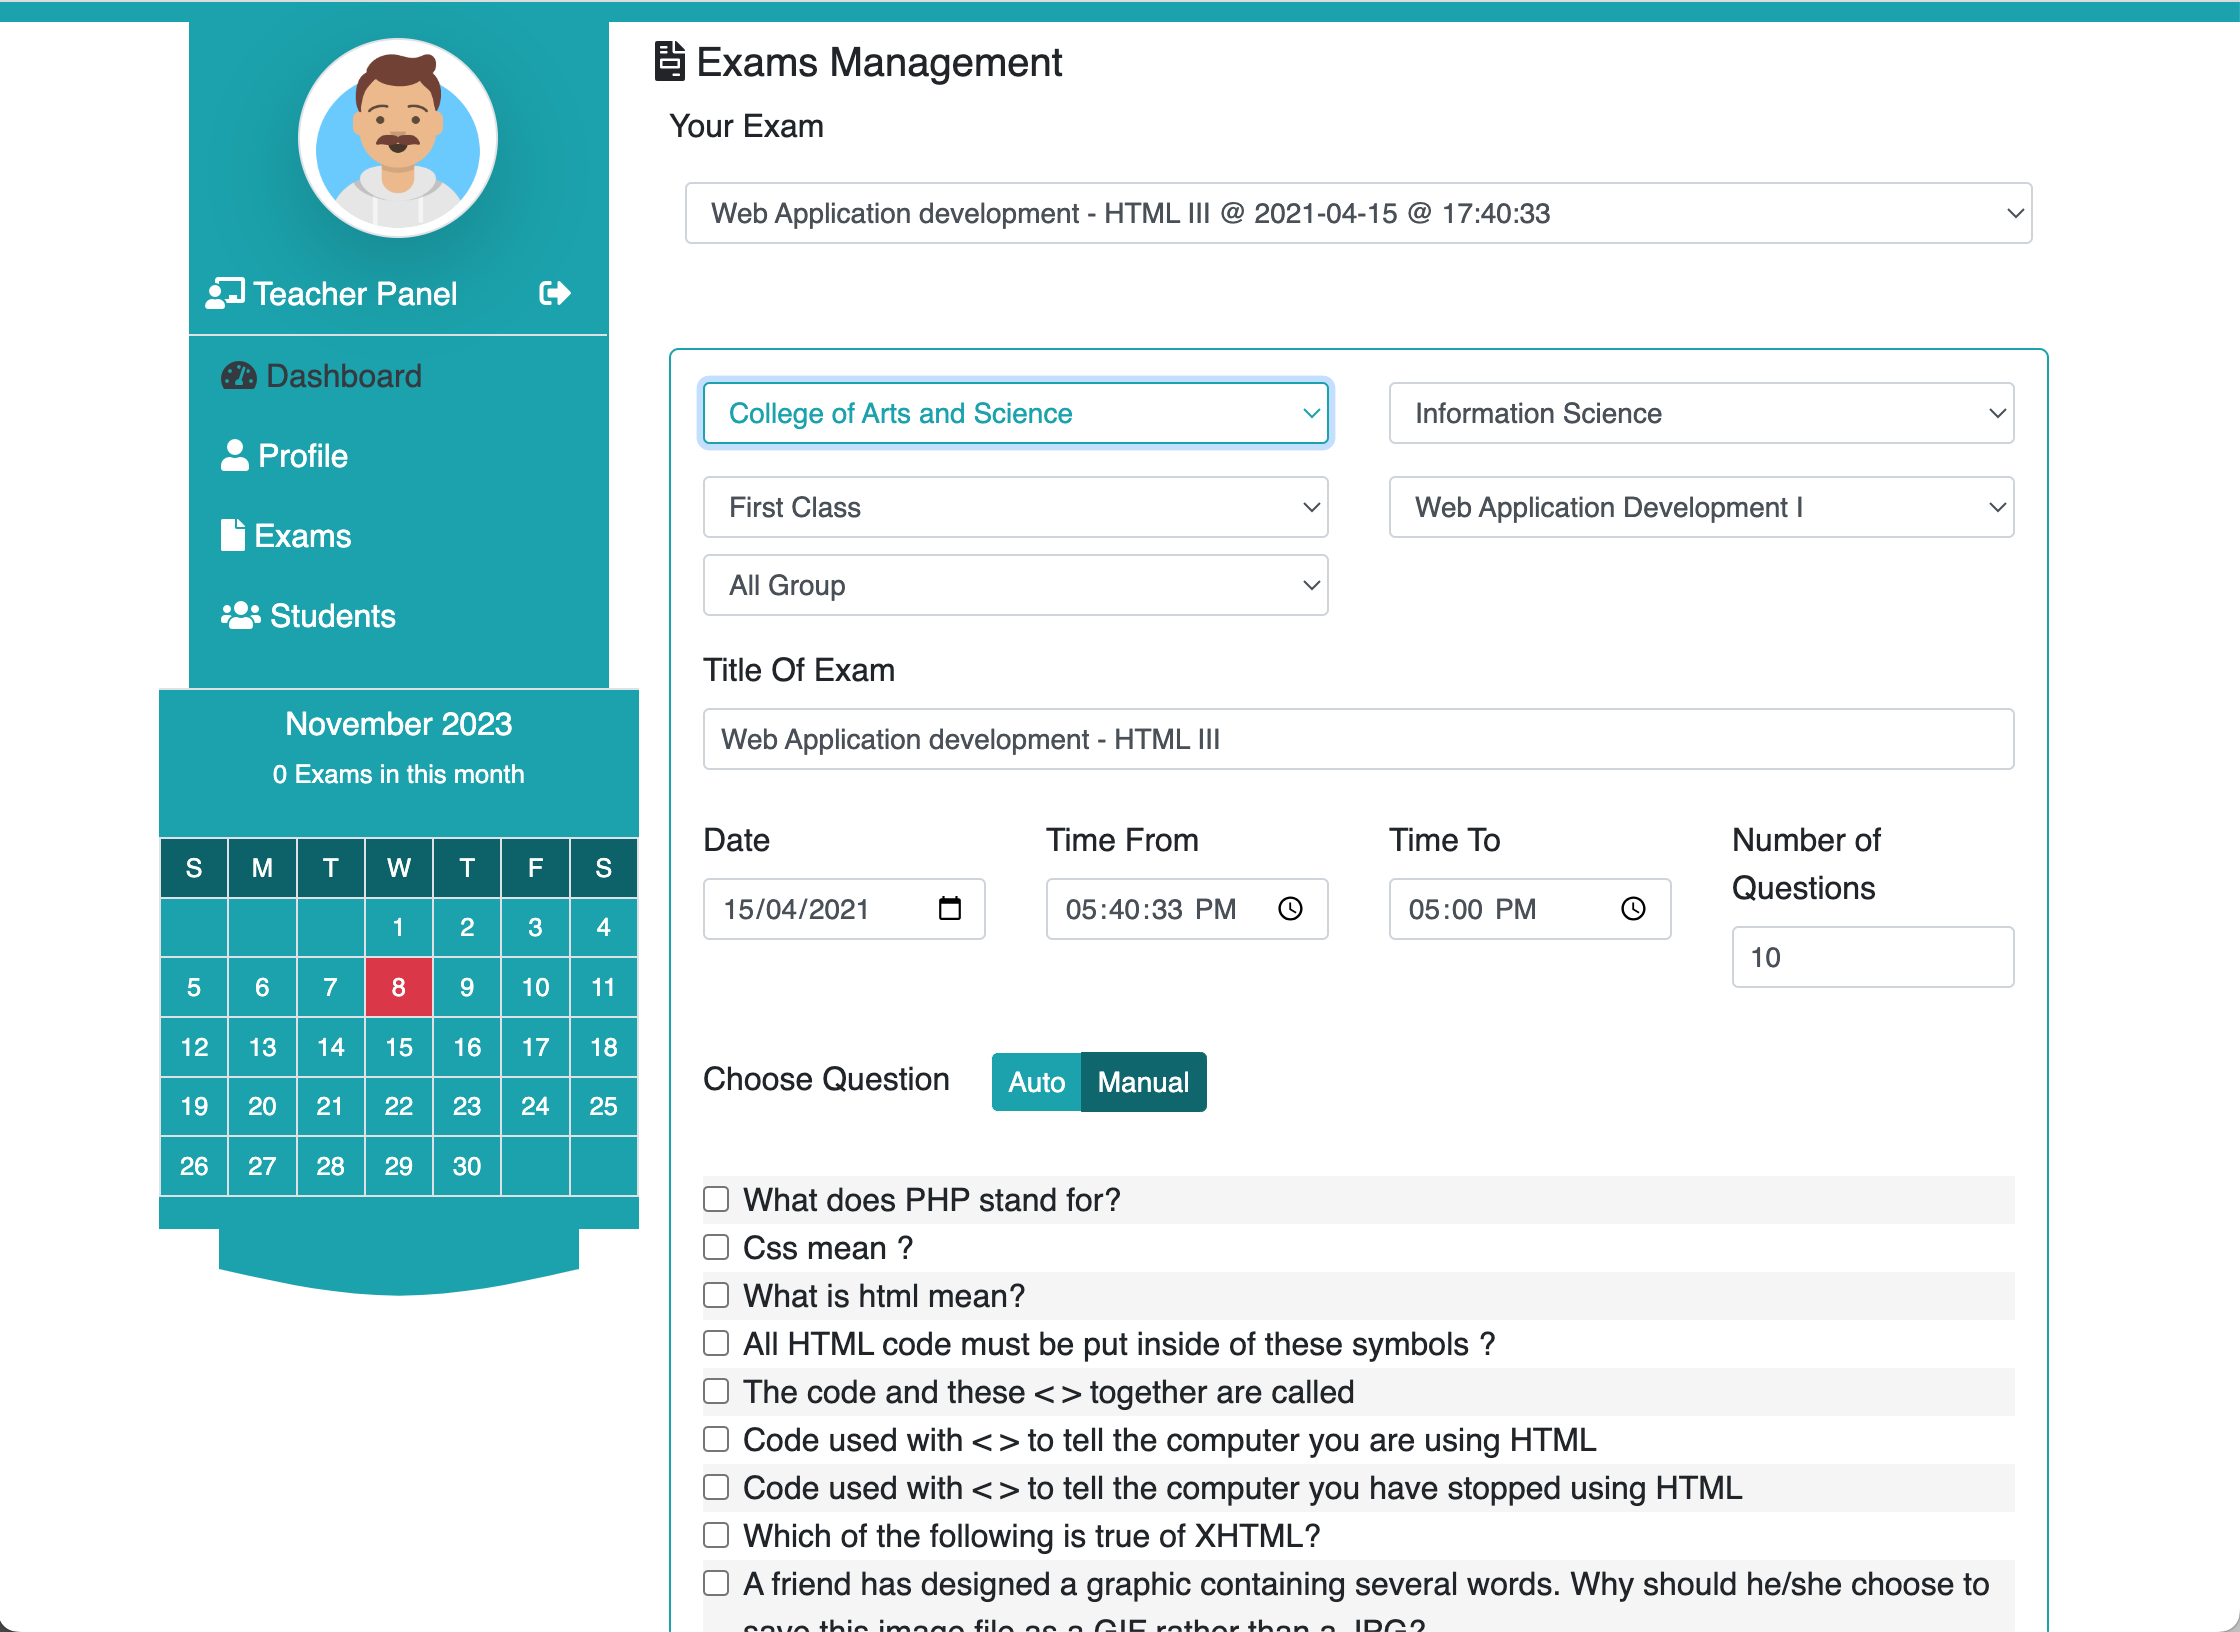 Teacher Panel
Dashboard
Profile
Exams
Students
November 2023
0 Exams in this month
S M T W T F S
1 2 3 4
5 6 7 8 9 10 11
12 13 14 15 16 17 18
19 20 21 22 23 24 25
26 27 28 29 30
Exams Management
Your Exam
Web Application development - HTML III @ 2021-04-15 @ 17:40:33
College of Arts and Science
Information Science
First Class
Web Application Development I
All Group
Title Of Exam
Web Application development - HTML III
Date
15/04/2021
Time From
05:40:33 PM
Time To
05:00 PM
Number of
Questions
10
Choose Question
Auto
Manual
What does PHP stand for?
Css mean ?
What is html mean?
All HTML code must be put inside of these symbols ?
The code and these < > together are called
Code used with < > to tell the computer you are using HTML
Code used with < > to tell the computer you have stopped using HTML
Which of the following is true of XHTML?
A friend has designed a graphic containing several words. Why should he/she choose to
save this image file as a GIF rather than a JPG?